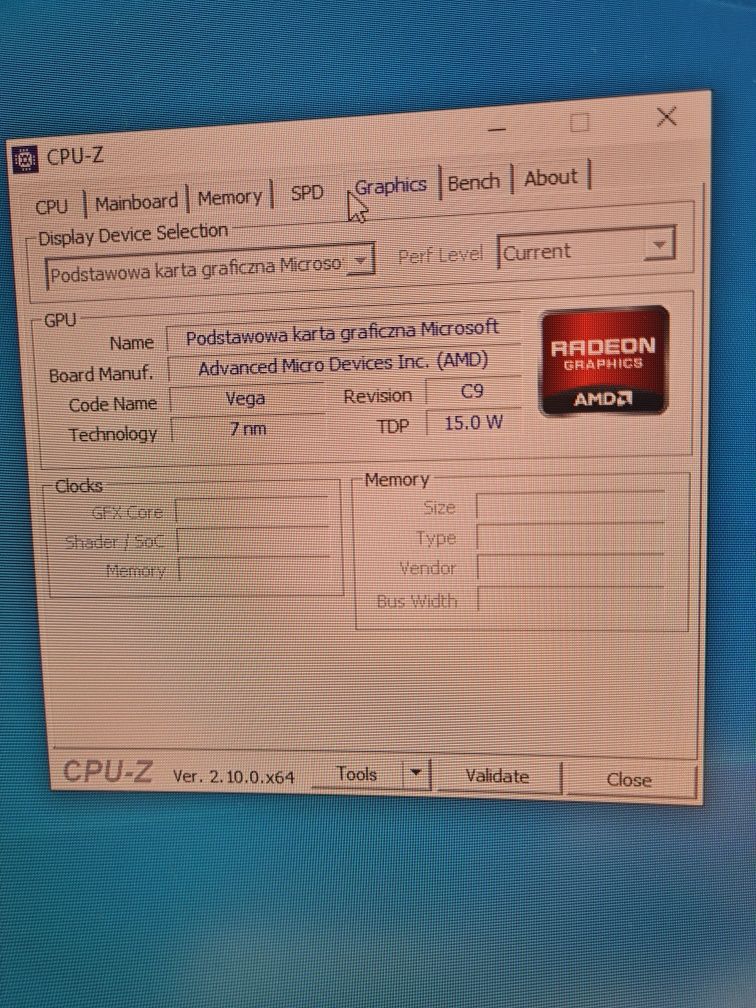 CPU-Z
CPU Mainboard Memory SPD Graphics Bench About
Display Device Selection
Podstawowa karta graficzna Microso Perf Level Current
GPU
Name Podstawowa karta graficzna Microsoft
Board Manuf. Advanced Micro Devices Inc. (AMD)
Code Name Vega Revision C9
Technology 7 nm TDP 15.0 W
RADEON
GRAPHICS
AMD
Clocks
GFX Core
Shader / SoC
Memory
Memory
Size
Type
Vendor
Bus Width
CPU-Z Ver. 2.10.0.x64 Tools Validate Close